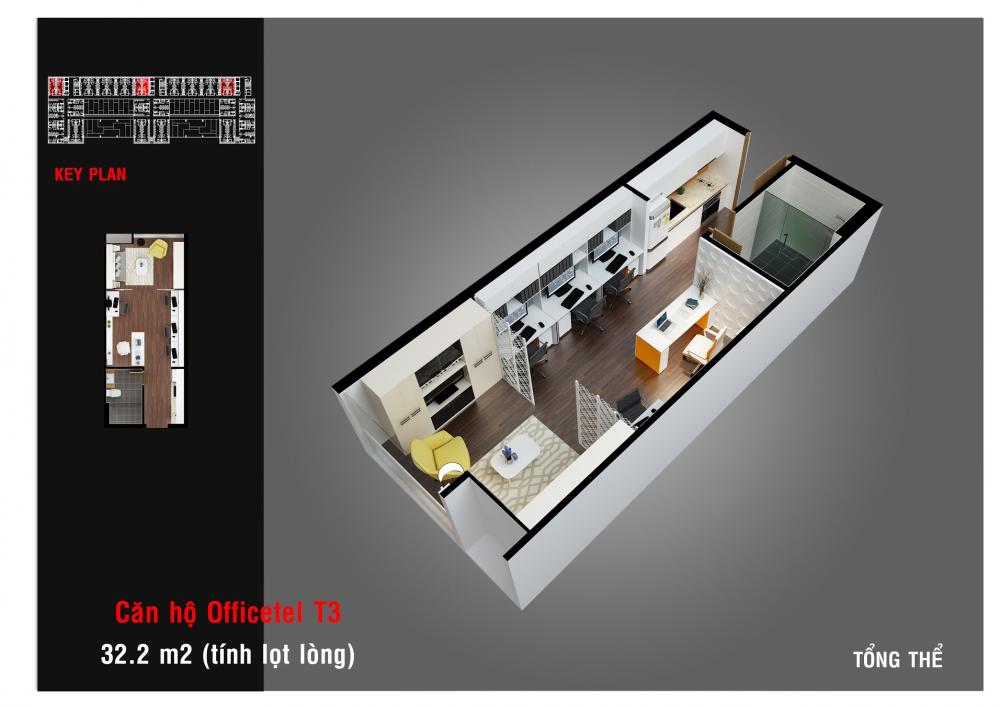 KEY PLAN
Căn hộ Officetel T3
32.2 m2 (tính lọt lòng)
TỔNG THỂ